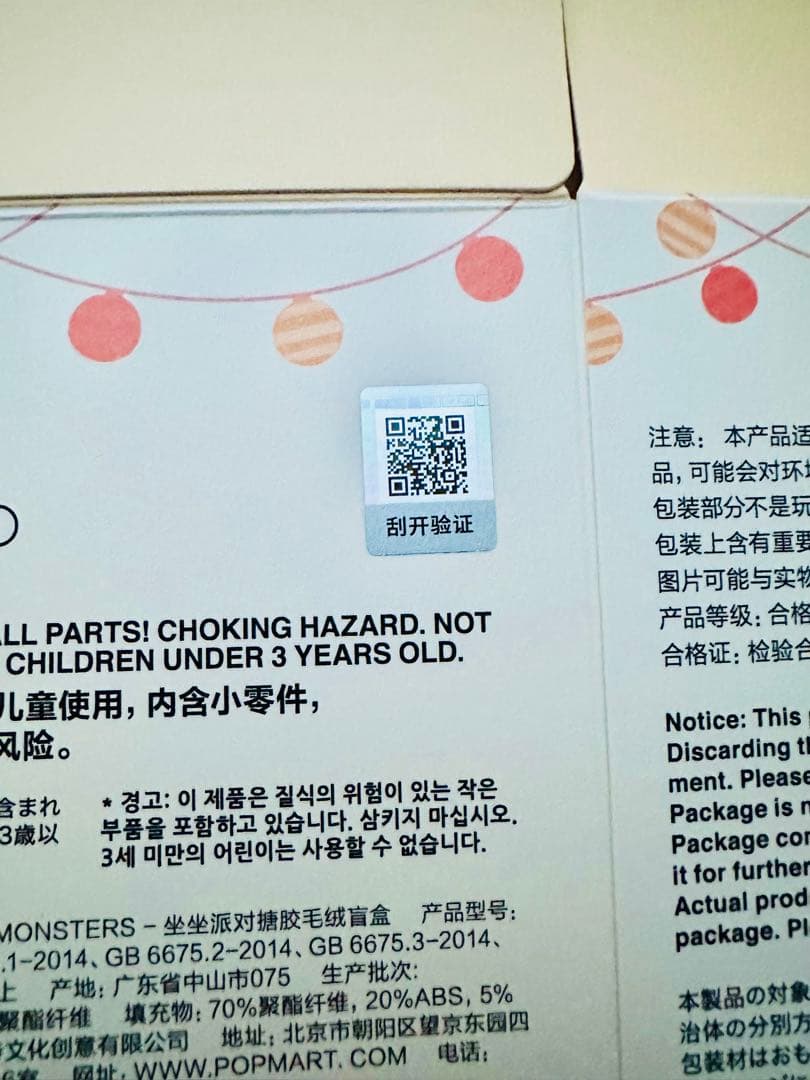 刮开验证
ALL PARTS! CHOKING HAZARD. NOT
CHILDREN UNDER 3 YEARS OLD.
儿童使用，内含小零件，
风险。
含まれ
3歳以
* 경고: 이 제품은 질식의 위험이 있는 작은
부품을 포함하고 있습니다. 삼키지 마십시오.
3세 미만의 어린이는 사용할 수 없습니다.
MONSTERS – 坐坐派对搪胶毛绒盲盒 产品型号:
.1–2014、GB 6675.2–2014、GB 6675.3–2014、
上 产地: 广东省中山市075 生产批次:
聚酯纤维 填充物: 70%聚酯纤维, 20%ABS, 5%
文化创意有限公司 地址: 北京市朝阳区望京东园四
6室 网址: WWW.POPMART.COM 电话:
注意: 本产品适
品, 可能会对环境
包装部分不是玩
包装上含有重要
图片可能与实物
产品等级: 合格
合格证: 检验合
Notice: This
Discarding th
ment. Please
Package is n
Package con
it for further
Actual prod
package. Pl
本製品の対象
治体の分別方
包装材はおも